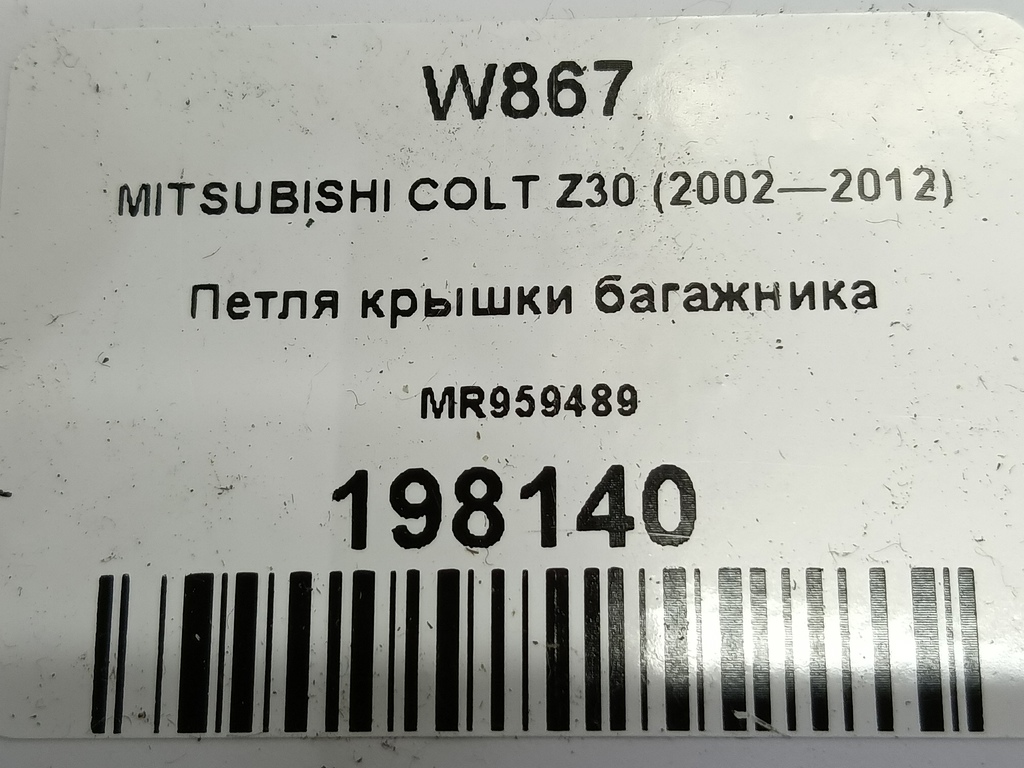 W867
MITSUBISHI COLT Z30 (2002—2012)
Петля крышки багажника
MR959489
198140